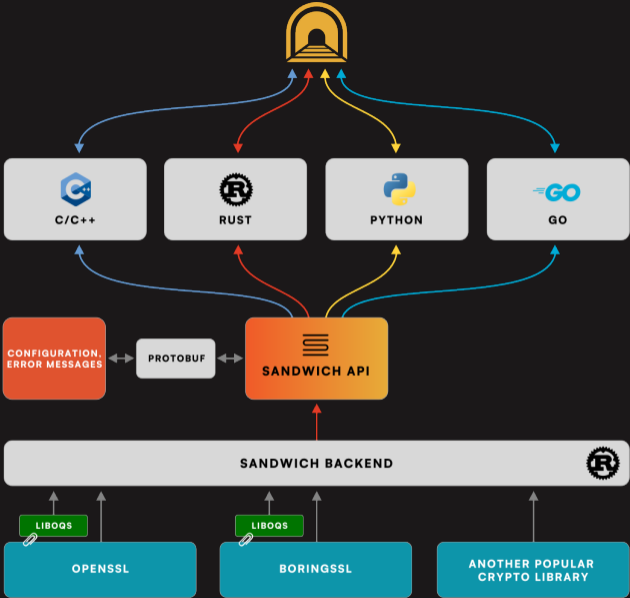 C/C++
RUST
PYTHON
GO
GO
CONFIGURATION,
ERROR MESSAGES
PROTOBUF
SANDWICH API
SANDWICH BACKEND
LIBOQS
LIBOQS
OPENSSL
BORINGSSL
ANOTHER POPULAR
CRYPTO LIBRARY